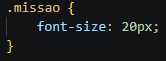 .missao {
    font-size: 20px;
}